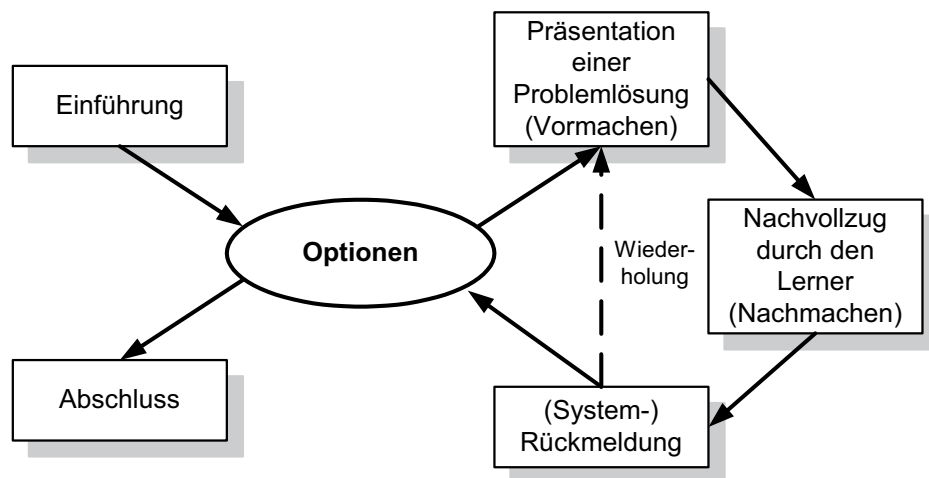 Einführung
Präsentation
einer
Problemlösung
(Vormachen)
Optionen
Wieder-
holung
Nachvollzug
durch den
Lerner
(Nachmachen)
Abschluss
(System-)
Rückmeldung